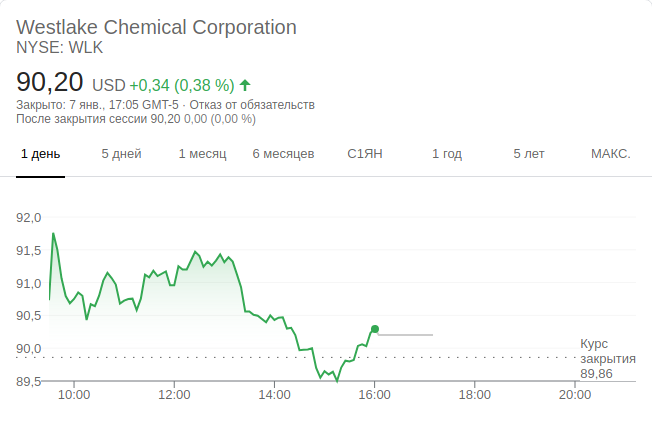 Westlake Chemical Corporation
NYSE: WLK
90,20 USD +0,34 (0,38 %)
Закрыто: 7 янв., 17:05 GMT-5 · Отказ от обязательств
После закрытия сессии 90,20 0,00 (0,00 %)
1 день 5 дней 1 месяц 6 месяцев С1ЯН 1 год 5 лет МАКС.
92,0
91,5
91,0
90,5
90,0
89,5
Курс
закрытия
89,86
10:00 12:00 14:00 16:00 18:00 20:00